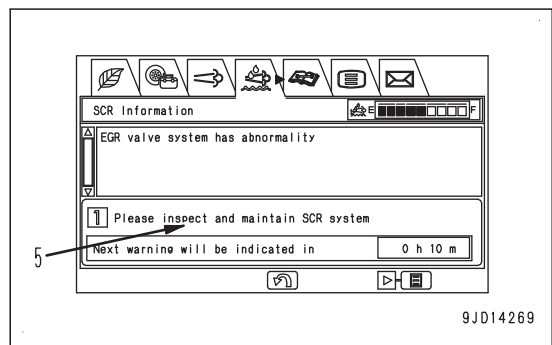 SCR Information
E
F
EGR valve system has abnormality
1 Please inspect and maintain SCR system
5
Next warning will be indicated in 0 h 10 m
9JD14269